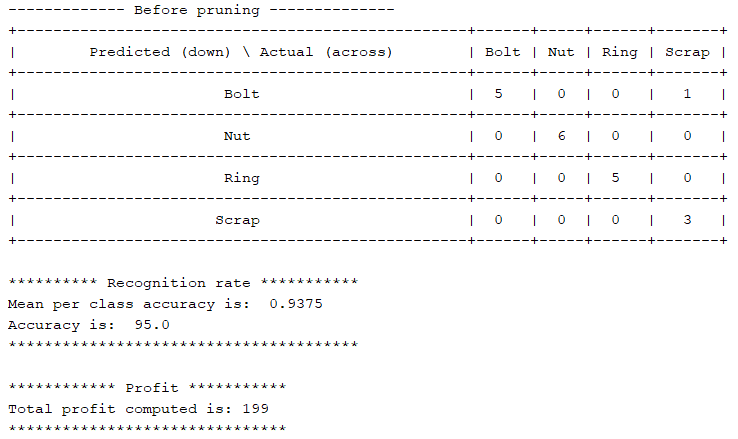 ------------- Before pruning --------------
+--------------------------------------------------+------+-----+------+-------+
|        Predicted (down) \ Actual (across)        | Bolt | Nut | Ring | Scrap |
+--------------------------------------------------+------+-----+------+-------+
|                       Bolt                       |  5   |  0  |  0   |   1   |
+--------------------------------------------------+------+-----+------+-------+
|                       Nut                        |  0   |  6  |  0   |   0   |
+--------------------------------------------------+------+-----+------+-------+
|                       Ring                       |  0   |  0  |  5   |   0   |
+--------------------------------------------------+------+-----+------+-------+
|                      Scrap                       |  0   |  0  |  0   |   3   |
+--------------------------------------------------+------+-----+------+-------+
********** Recognition rate ***********
Mean per class accuracy is:  0.9375
Accuracy is:  95.0
***************************************
************ Profit ***********
Total profit computed is: 199
*******************************